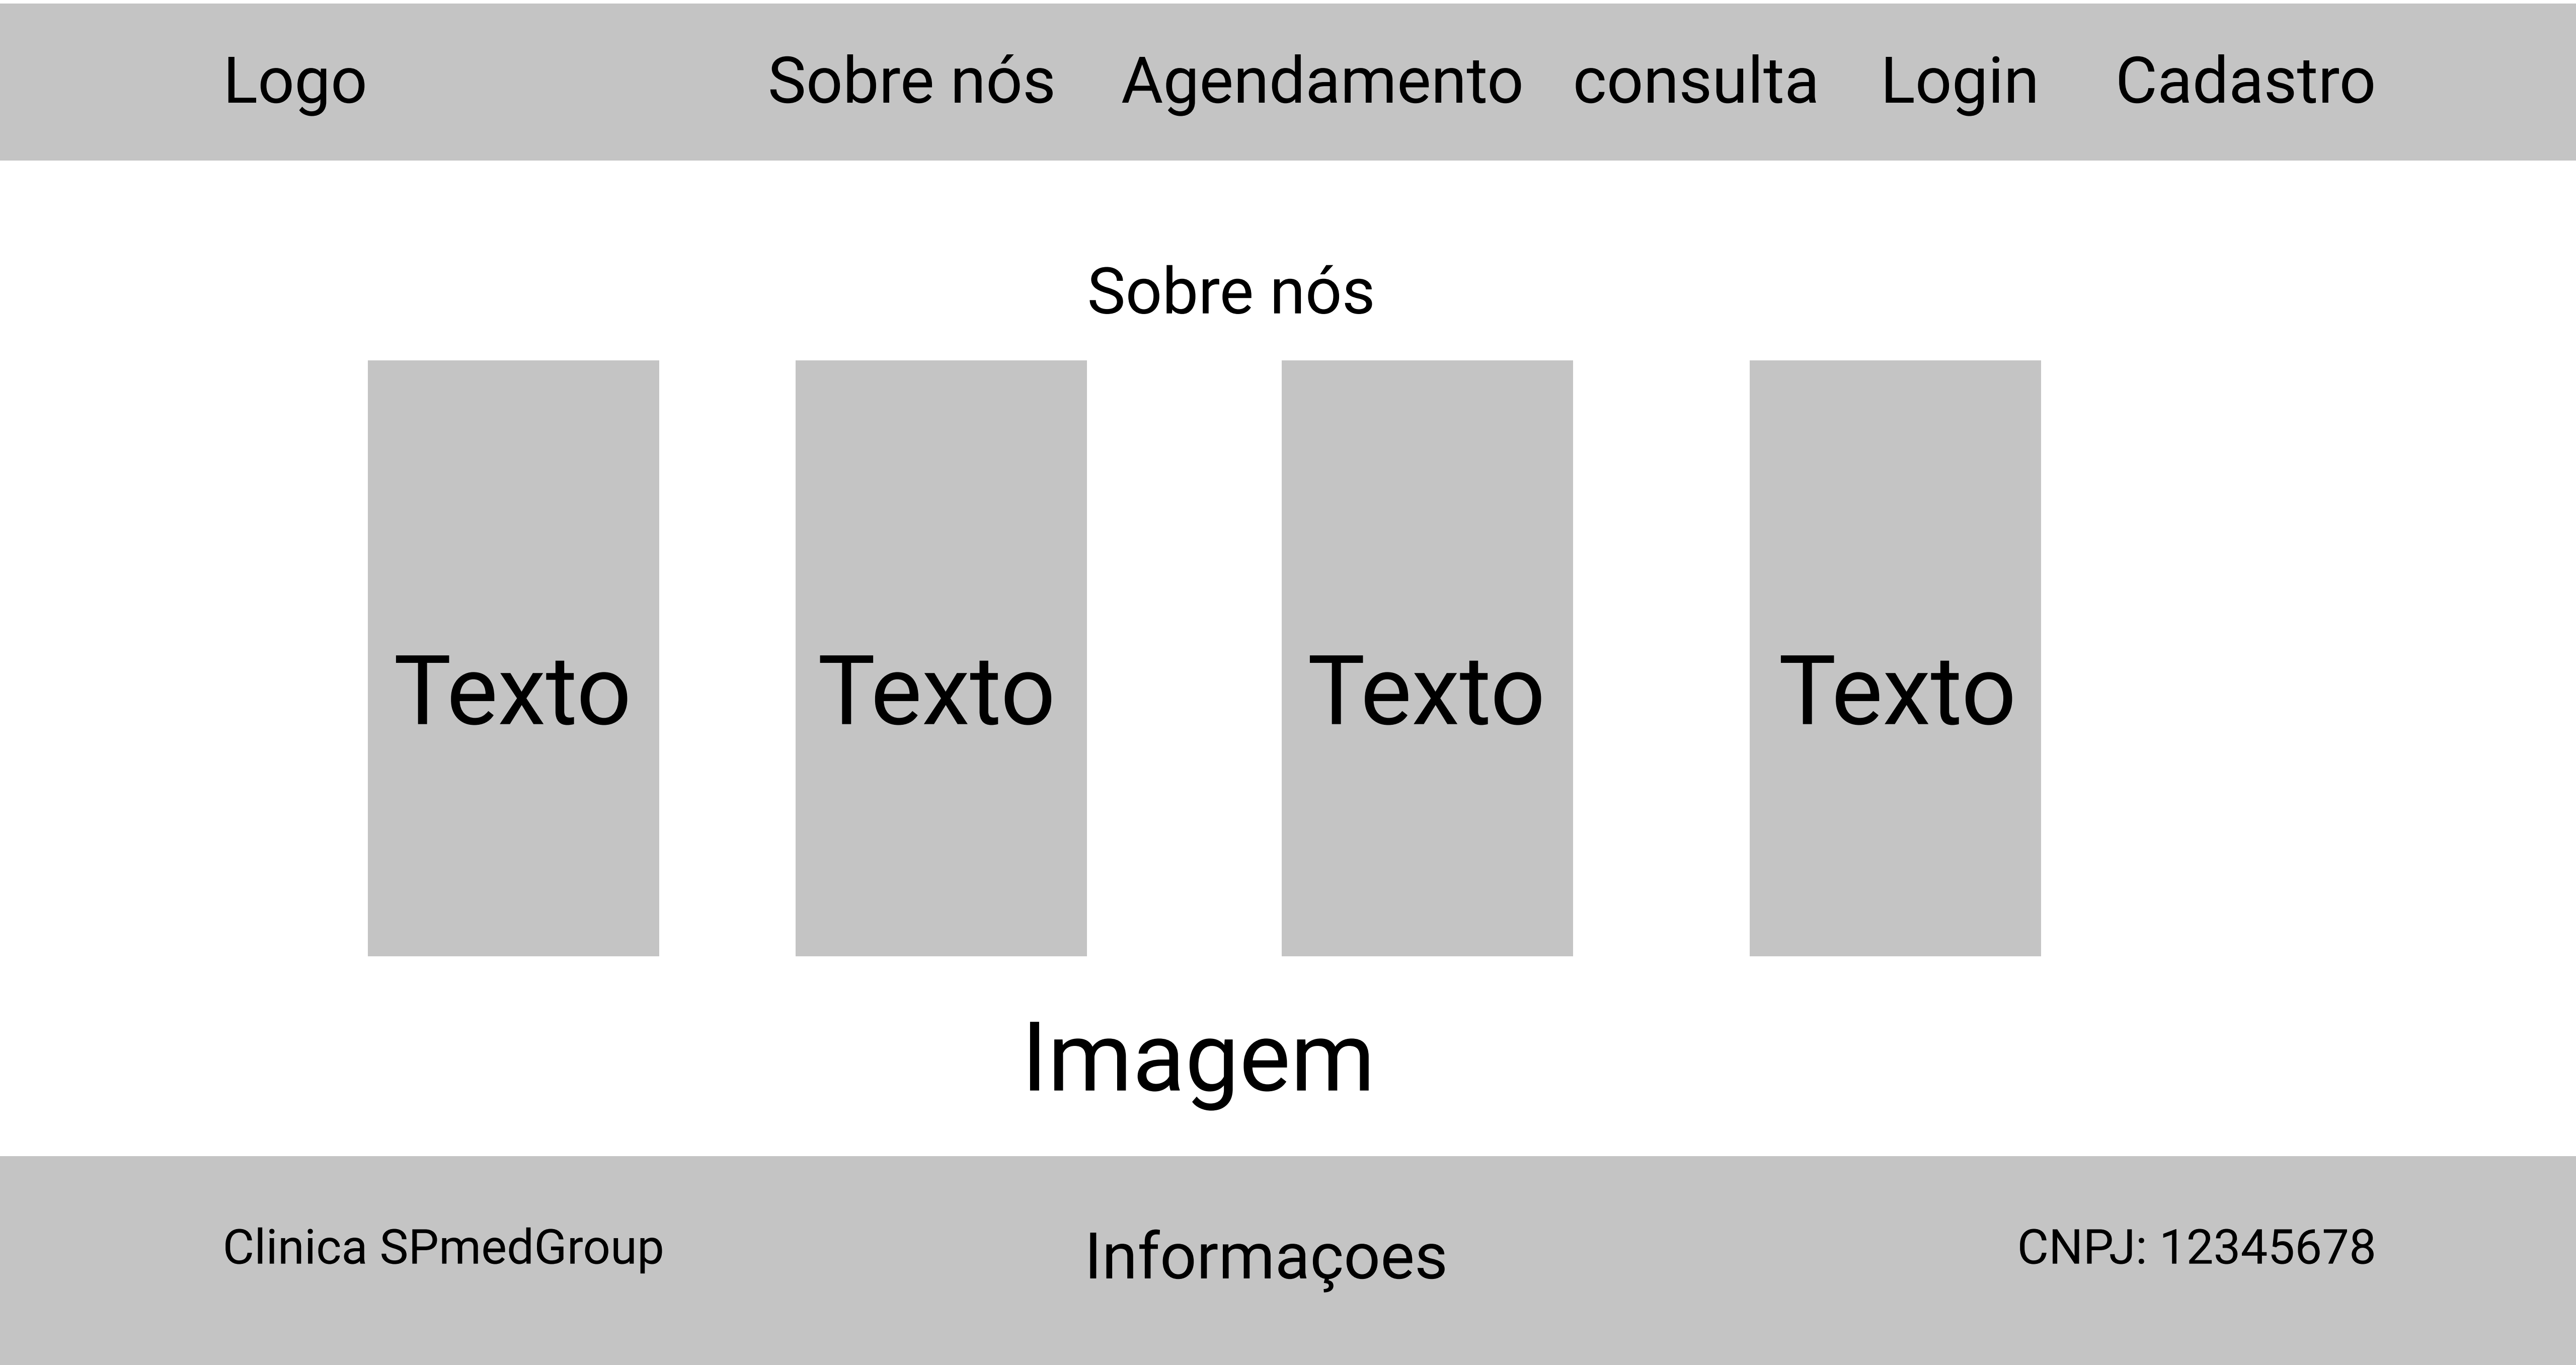 Logo Sobre nós Agendamento consulta Login Cadastro
Sobre nós
Texto Texto Texto Texto
Imagem
Clinica SPmedGroup Informaçoes CNPJ: 12345678